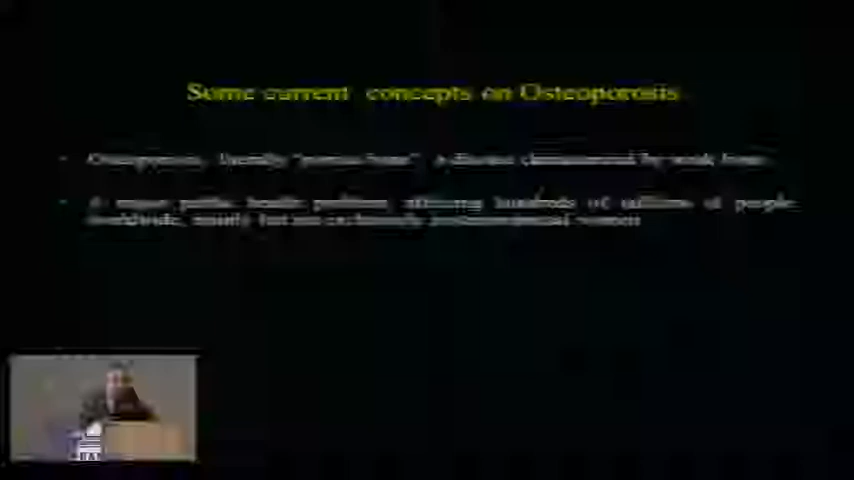 Some current concepts on Osteoporosis
Osteoporosis, literally "porous bone", a disease characterized by weak bone.
A major public health problem, affecting hundreds of millions of people
worldwide, mainly but not exclusively postmenopausal women